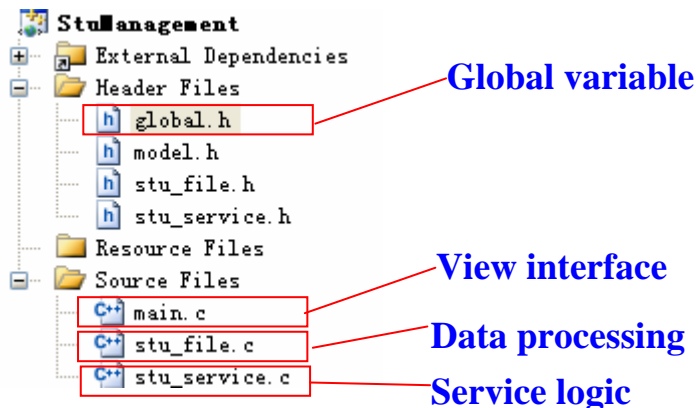 StuManagement
External Dependencies
Header Files
Global variable
global.h
model.h
stu_file.h
stu_service.h
Resource Files
Source Files
View interface
main.c
Data processing
stu_file.c
stu_service.c
Service logic